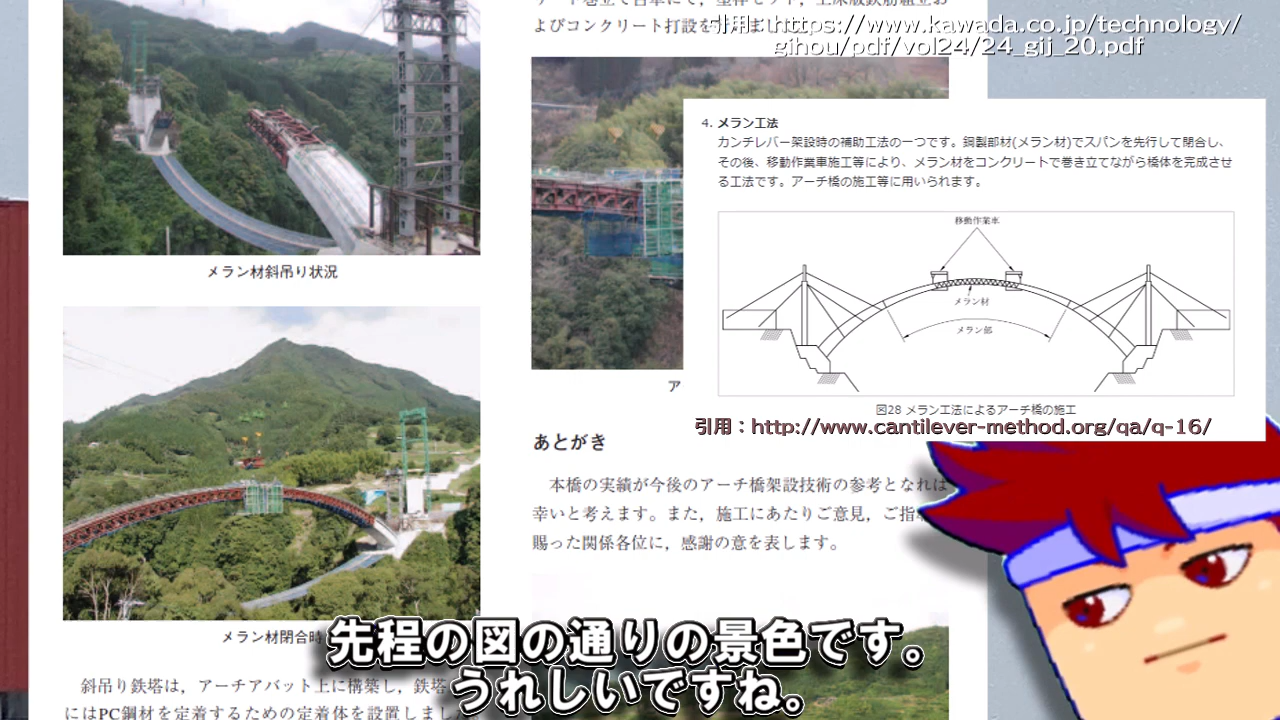 よびコンクリート打設を
引用：https://www.kawada.co.jp/technology/
gihou/pdf/vol24/24_gij_20.pdf
メラン材斜吊り状況
メラン材閉合時
斜吊り鉄塔は，アーチアバット上に構築し，鉄塔
にはPC鋼材を定着するための定着体を設置しました
ア
あとがき
本橋の実績が今後のアーチ橋架設技術の参考となれば
幸いと考えます。また，施工にあたりご意見，ご指
賜った関係各位に，感謝の意を表します。
4. メラン工法
カンチレバー架設時の補助工法の一つです。鋼製部材(メラン材)でスパンを先行して閉合し、
その後、移動作業車施工等により、メラン材をコンクリートで巻き立てながら橋体を完成させ
る工法です。アーチ橋の施工等に用いられます。
移動作業車
メラン材
メラン部
図28 メラン工法によるアーチ橋の施工
引用：http://www.cantilever-method.org/qa/q-16/
先程の図の通りの景色です。
うれしいですね。